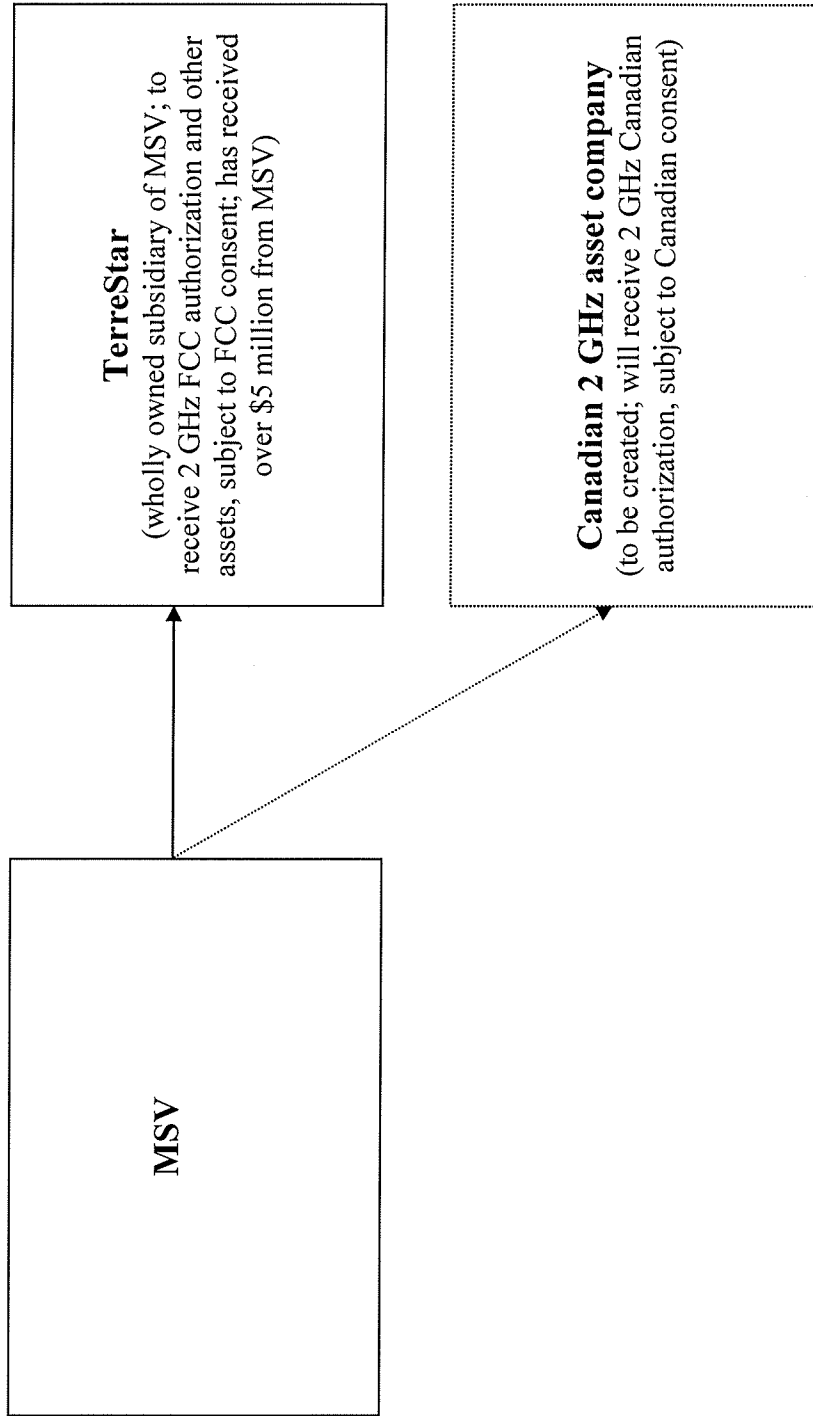 MSV
TerreStar
(wholly owned subsidiary of MSV; to
receive 2 GHz FCC authorization and other
assets, subject to FCC consent; has received
over $5 million from MSV)
Canadian 2 GHz asset company
(to be created; will receive 2 GHz Canadian
authorization, subject to Canadian consent)